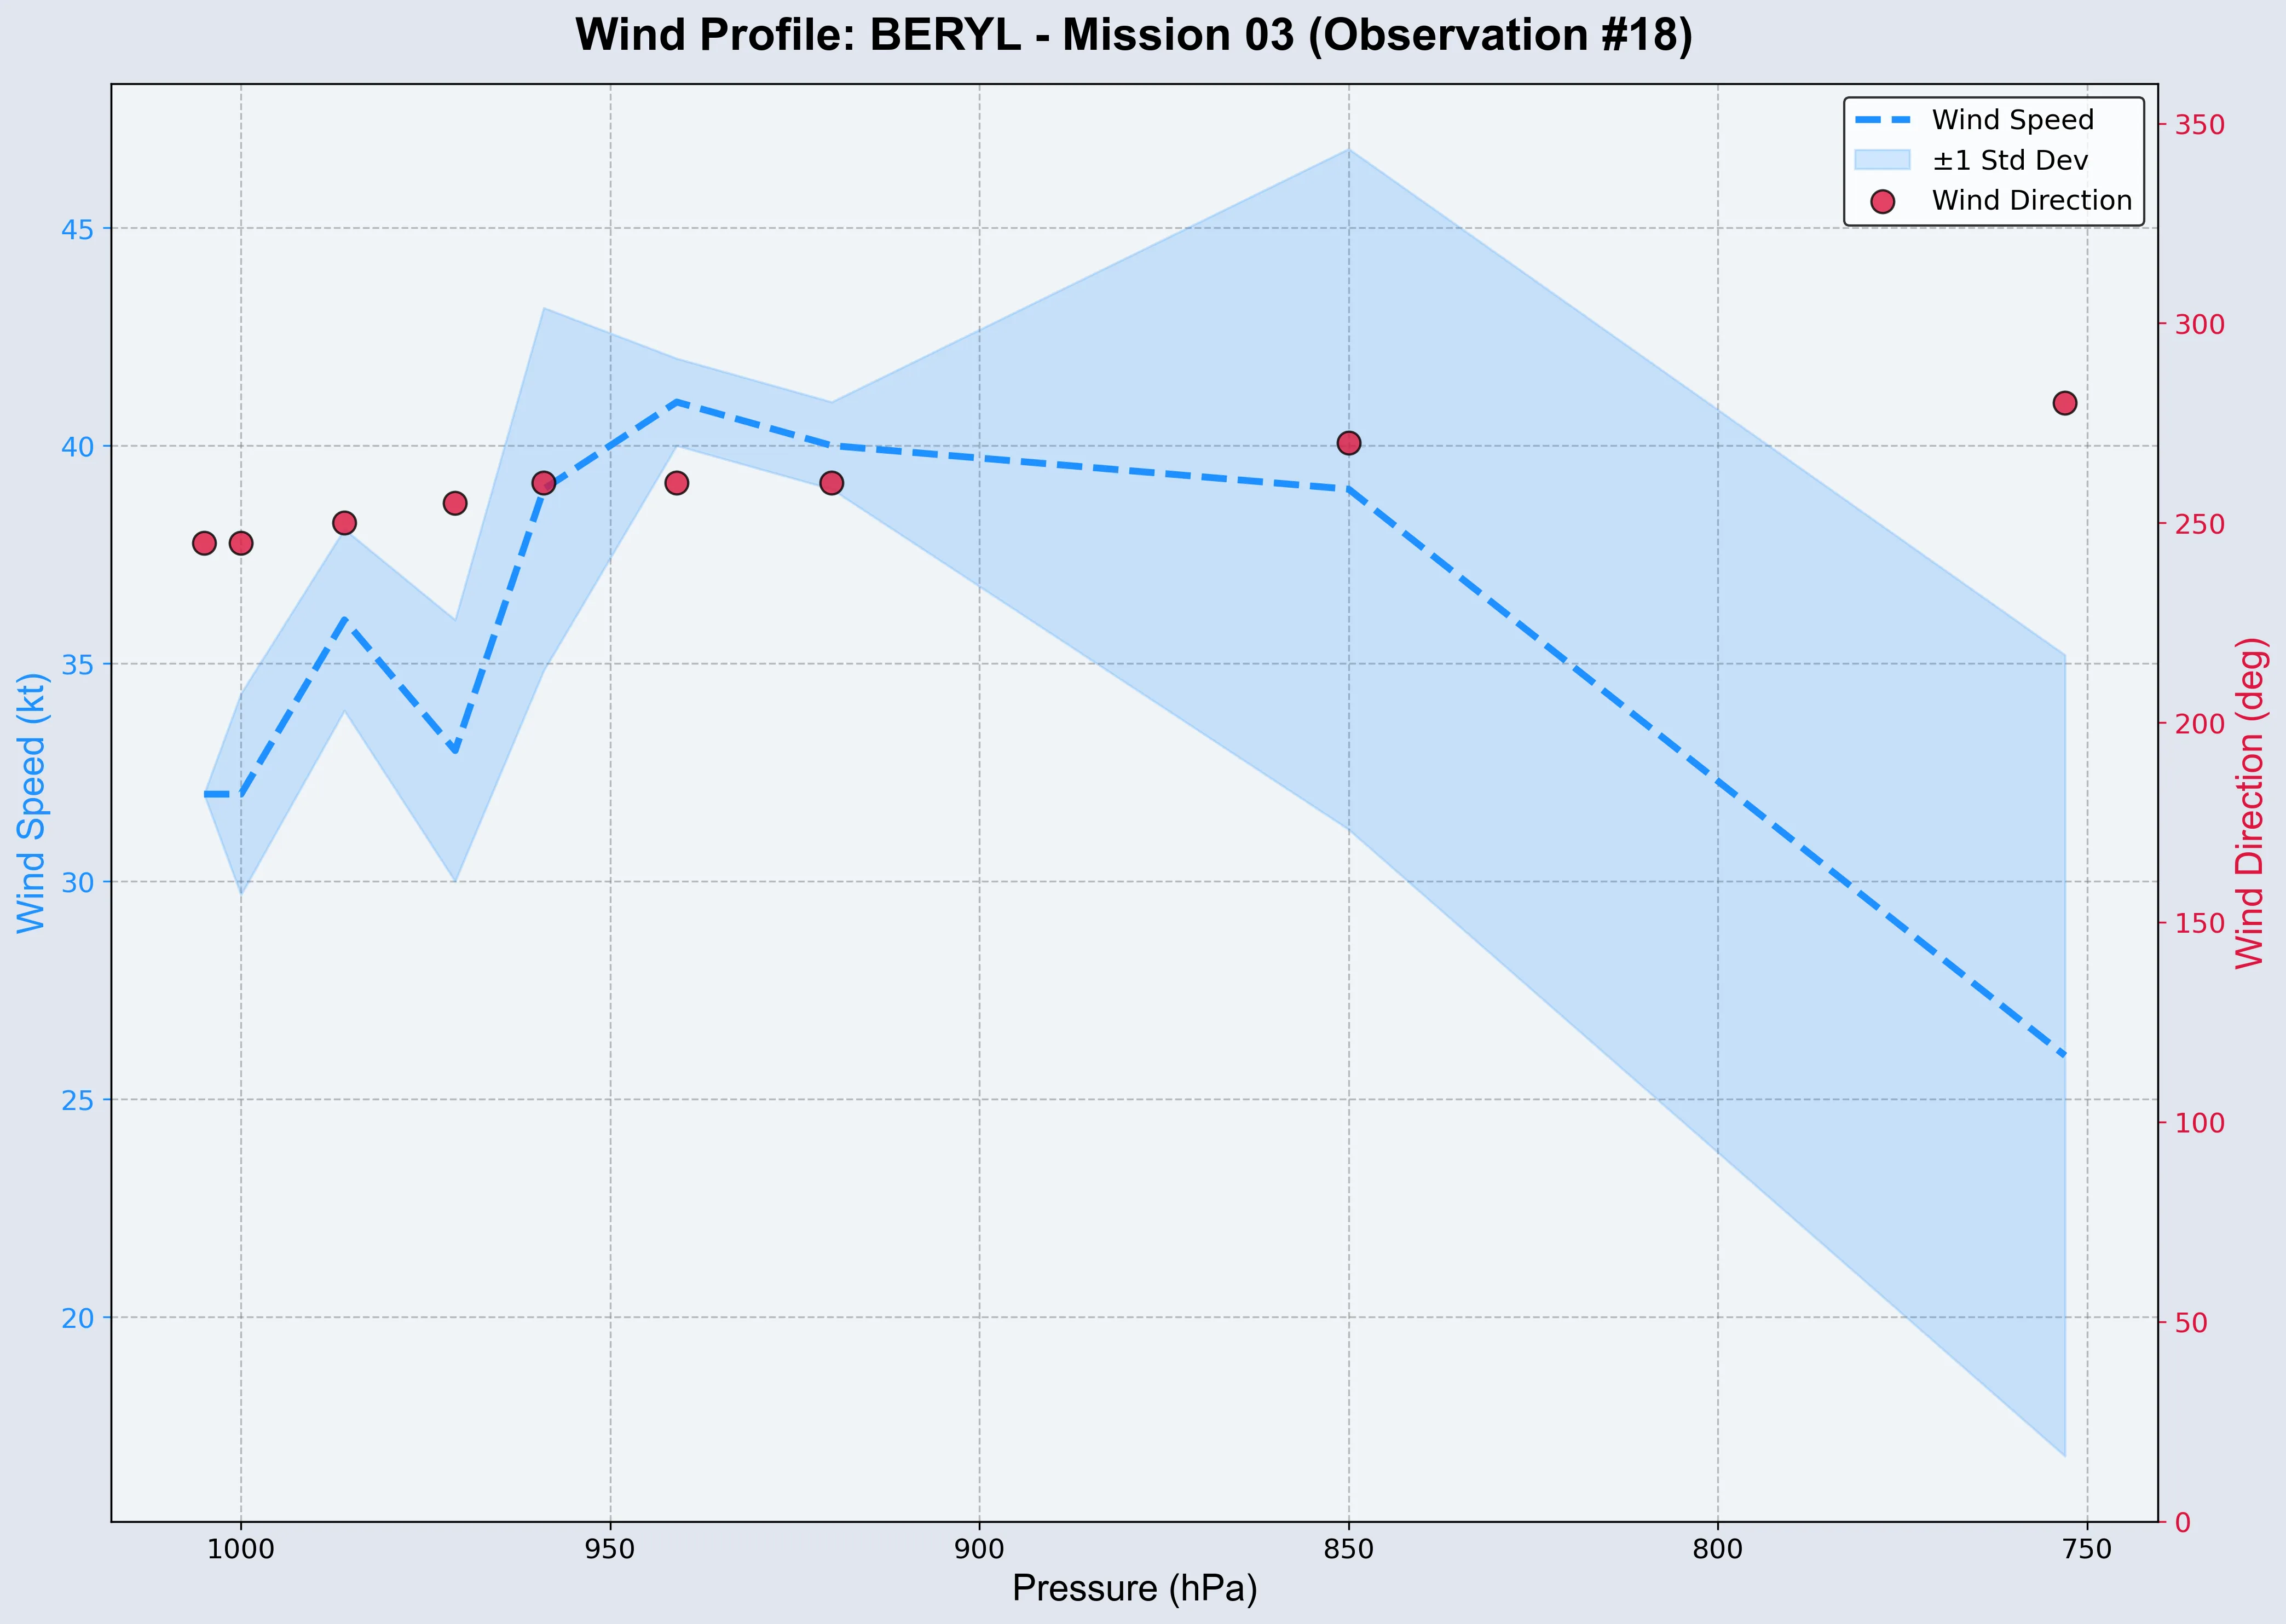 Wind Profile: BERYL - Mission 03 (Observation #18)
Wind Speed
±1 Std Dev
Wind Direction
45
40
35
30
25
20
Wind Speed (kt)
350
300
250
200
150
100
50
0
Wind Direction (deg)
1000
950
900
850
800
750
Pressure (hPa)